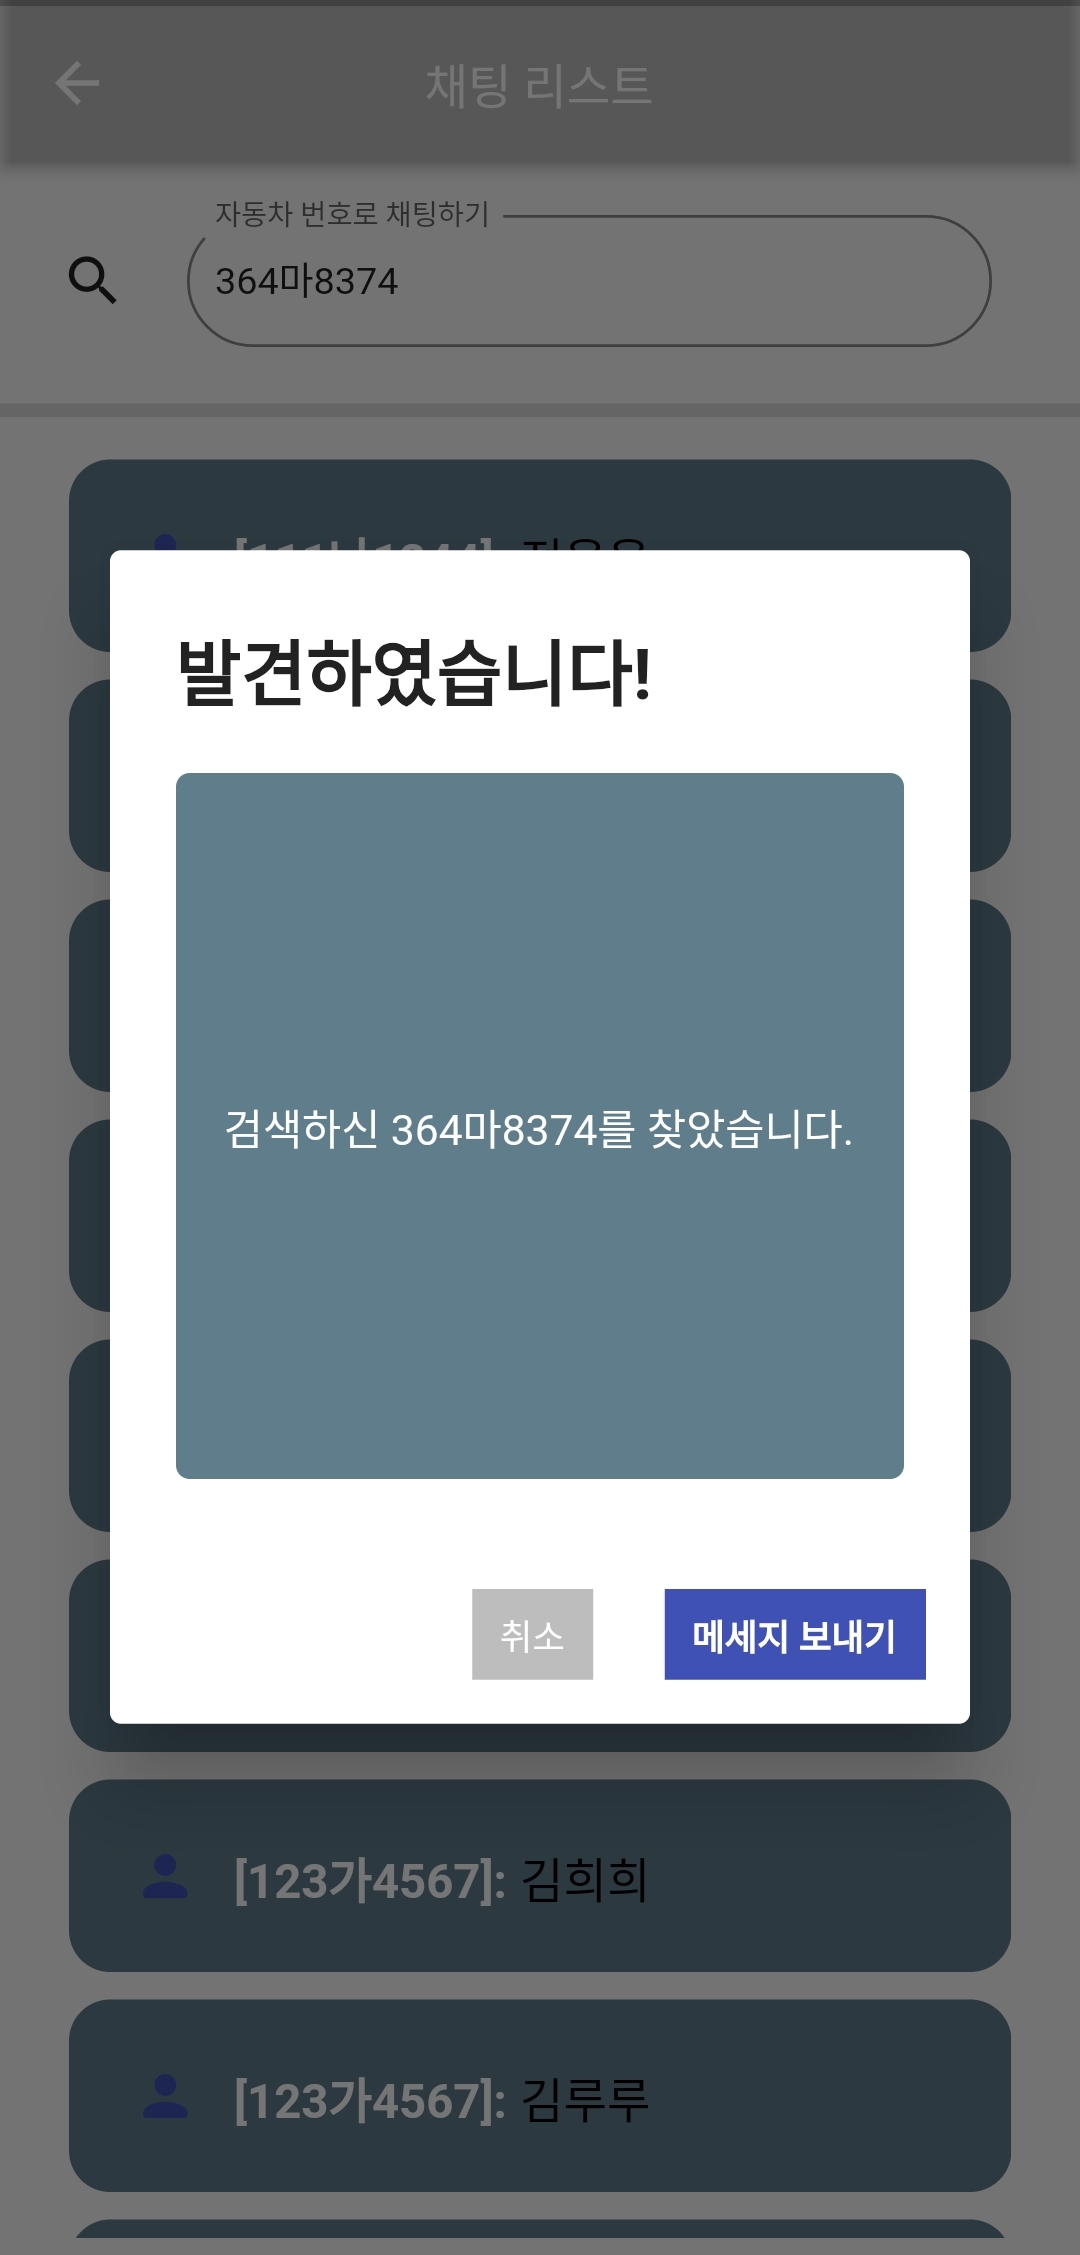 채팅 리스트
자동차 번호로 채팅하기
364마8374
발견하였습니다!
검색하신 364마8374를 찾았습니다.
취소
메세지 보내기
[123가4567]: 김희희
[123가4567]: 김루루